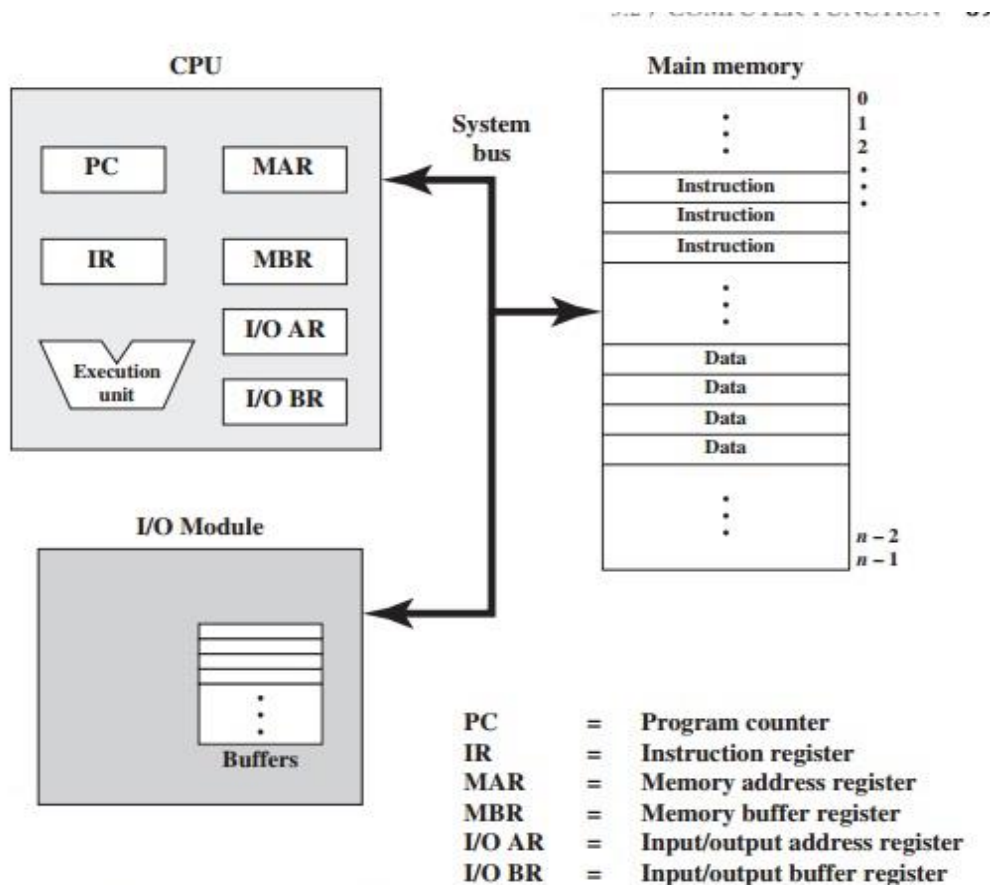 CPU
PC
MAR
IR
MBR
I/O AR
Execution
unit
I/O BR
System
bus
Main memory
0
1
2
Instruction
Instruction
Instruction
Data
Data
Data
Data
n – 2
n – 1
I/O Module
Buffers
PC = Program counter
IR = Instruction register
MAR = Memory address register
MBR = Memory buffer register
I/O AR = Input/output address register
I/O BR = Input/output buffer register